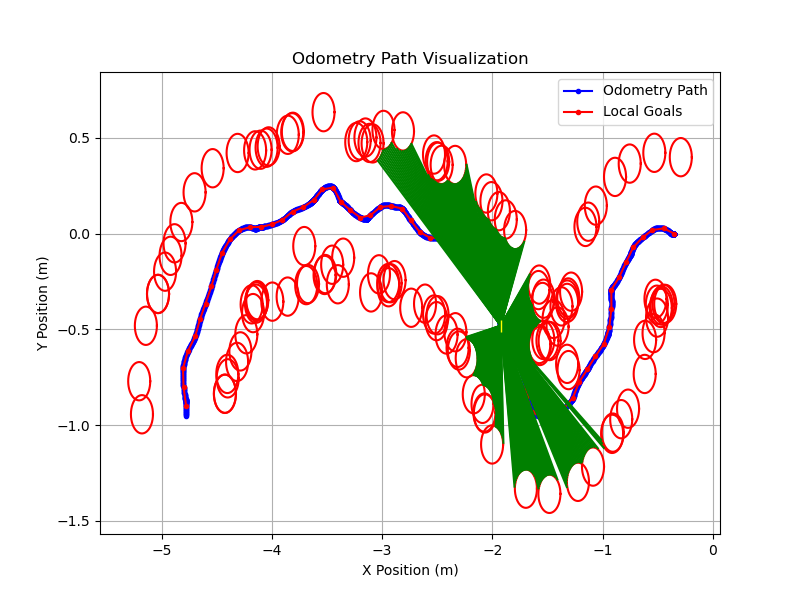 Odometry Path Visualization
Odometry Path
Local Goals
Y Position (m)
0.5
0.0
−0.5
−1.0
−1.5
−5
−4
−3
−2
−1
0
X Position (m)